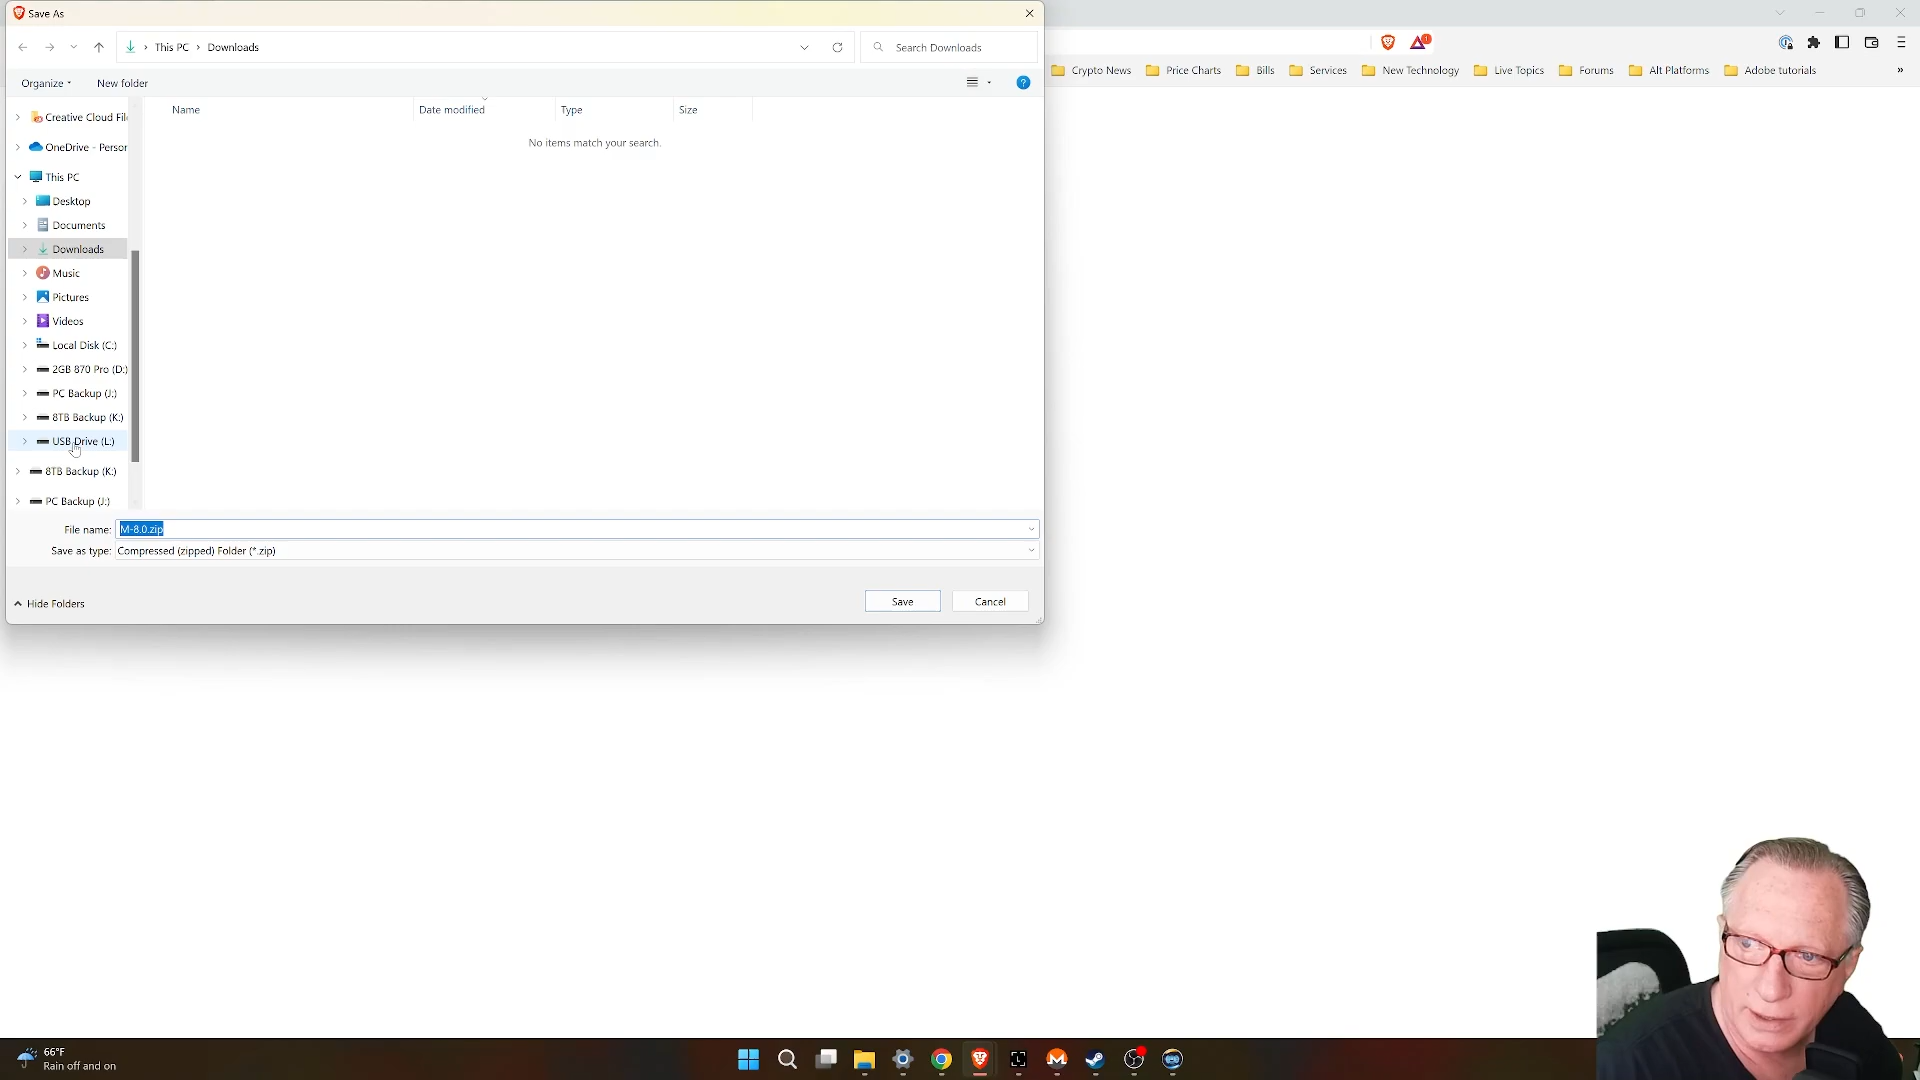 Save As
This PC > Downloads
Search Downloads
Organize
New folder
?
Crypto News
Price Charts
Bills
Services
New Technology
Live Topics
Forums
Alt Platforms
Adobe tutorials
»
Name
Date modified
Type
Size
No items match your search.
Creative Cloud Fil
OneDrive - Person
This PC
Desktop
Documents
Downloads
Music
Pictures
Videos
Local Disk (C:)
2GB 870 Pro (D:)
PC Backup (J:)
8TB Backup (K:)
USB Drive (L:)
8TB Backup (K:)
PC Backup (J:)
File name: M-8.0.zip
Save as type: Compressed (zipped) Folder (*.zip)
Hide Folders
Save
Cancel
66°F
Rain off and on